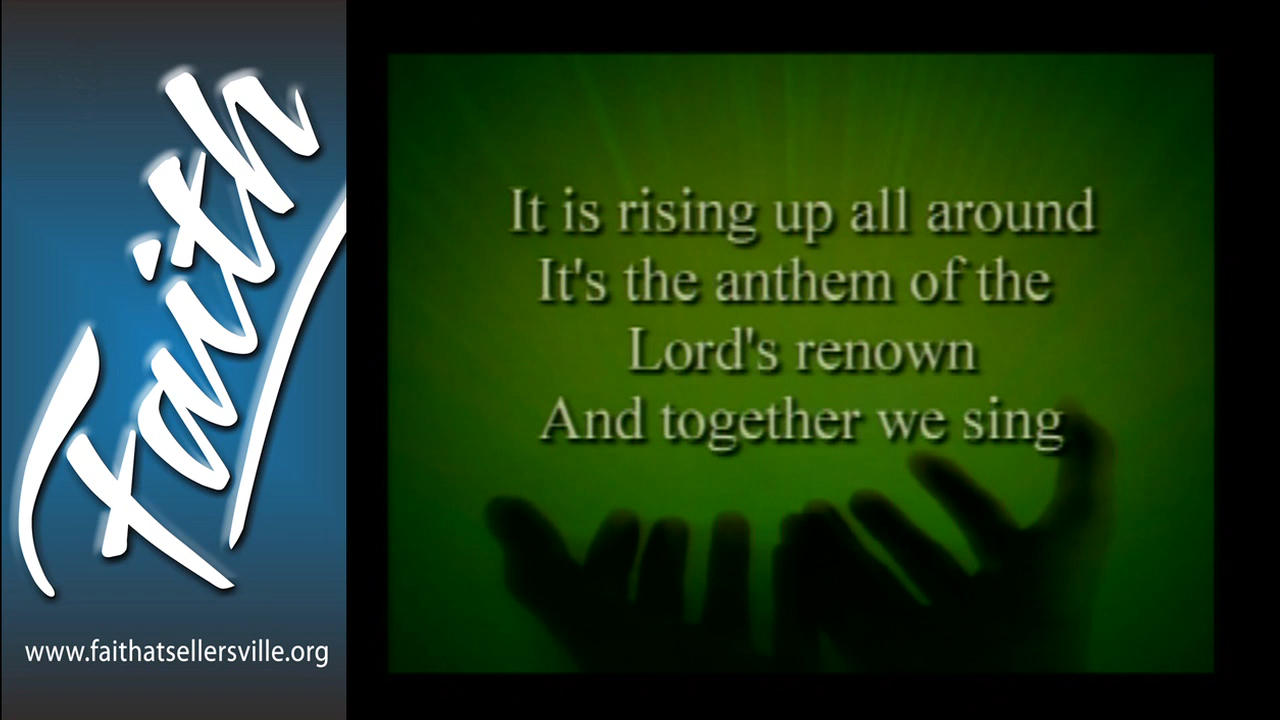 Faith
www.faithatsellersville.org
It is rising up all around
It's the anthem of the
Lord's renown
And together we sing